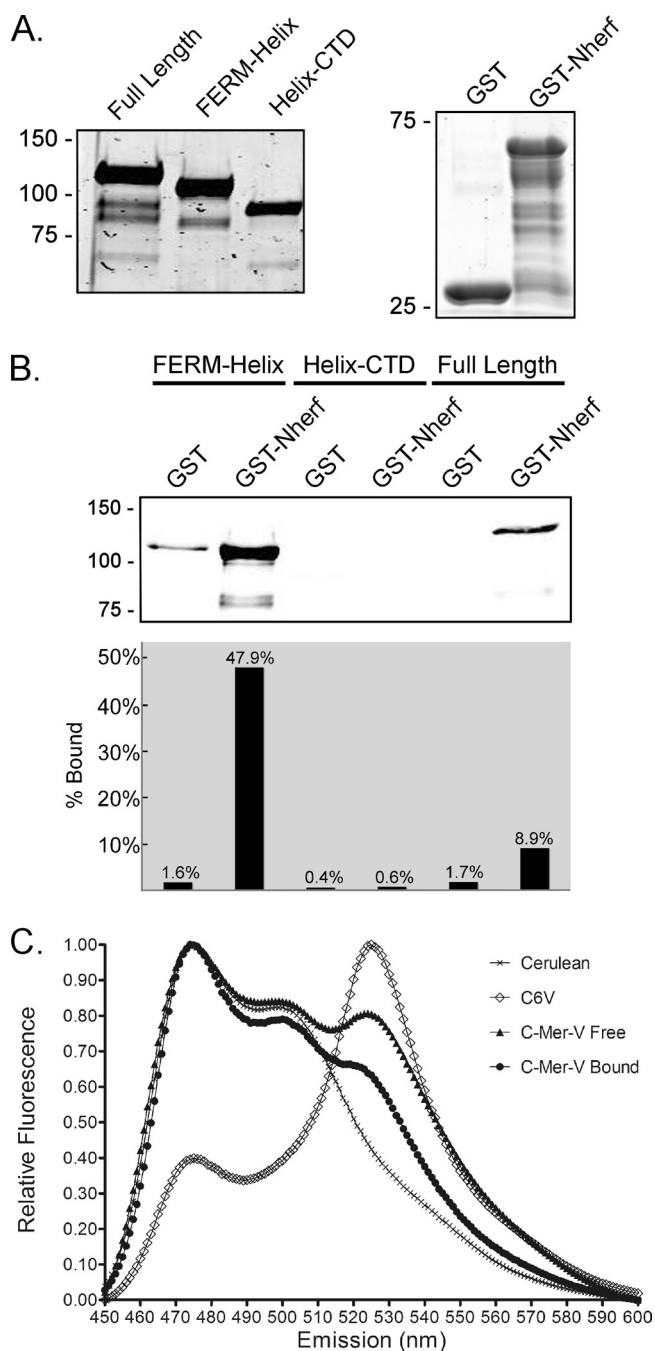 A.
Full Length FERM-Helix Helix-CTD
150 -
100 -
75 -
GST GST-Nherf
75 -
25 -
B.
FERM-Helix Helix-CTD Full Length
GST GST-Nherf GST GST-Nherf GST GST-Nherf
150 -
100 -
75 -
% Bound
50%
40%
30%
20%
10%
1.6% 47.9% 0.4% 0.6% 1.7% 8.9%
C.
Relative Fluorescence
1.00
0.90
0.80
0.70
0.60
0.50
0.40
0.30
0.20
0.10
0.00
450 460 470 480 490 500 510 520 530 540 550 560 570 580 590 600
Emission (nm)
Cerulean
C6V
C-Mer-V Free
C-Mer-V Bound